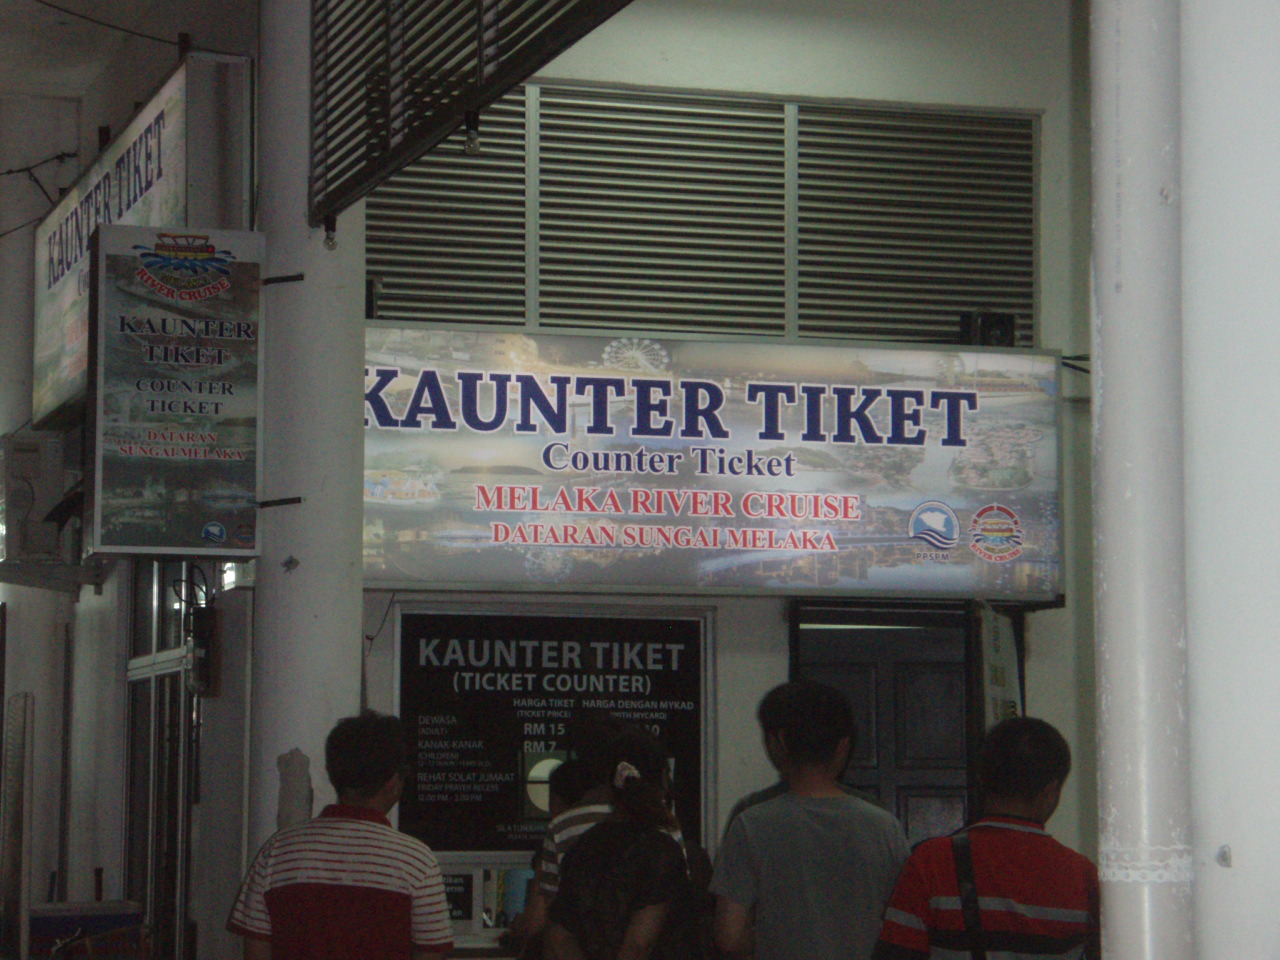 KAUNTER TIKET
RIVER CRUISE
KAUNTER
TIKET
COUNTER
TICKET
DATARAN
SUNGAI MELAKA
KAUNTER TIKET
Counter Ticket
MELAKA RIVER CRUISE
DATARAN SUNGAI MELAKA
PPSPM
RIVER CRUISE
KAUNTER TIKET
(TICKET COUNTER)
HARGA TIKET HARGA DENGAN MYKAD
(TICKET PRICE) (WITH MYCARD)
DEWASA
(ADULT)
RM 15
KANAK-KANAK
(CHILDREN)
RM 7
REHAT SOLAT JUMAAT
FRIDAY PRAYER RECESS